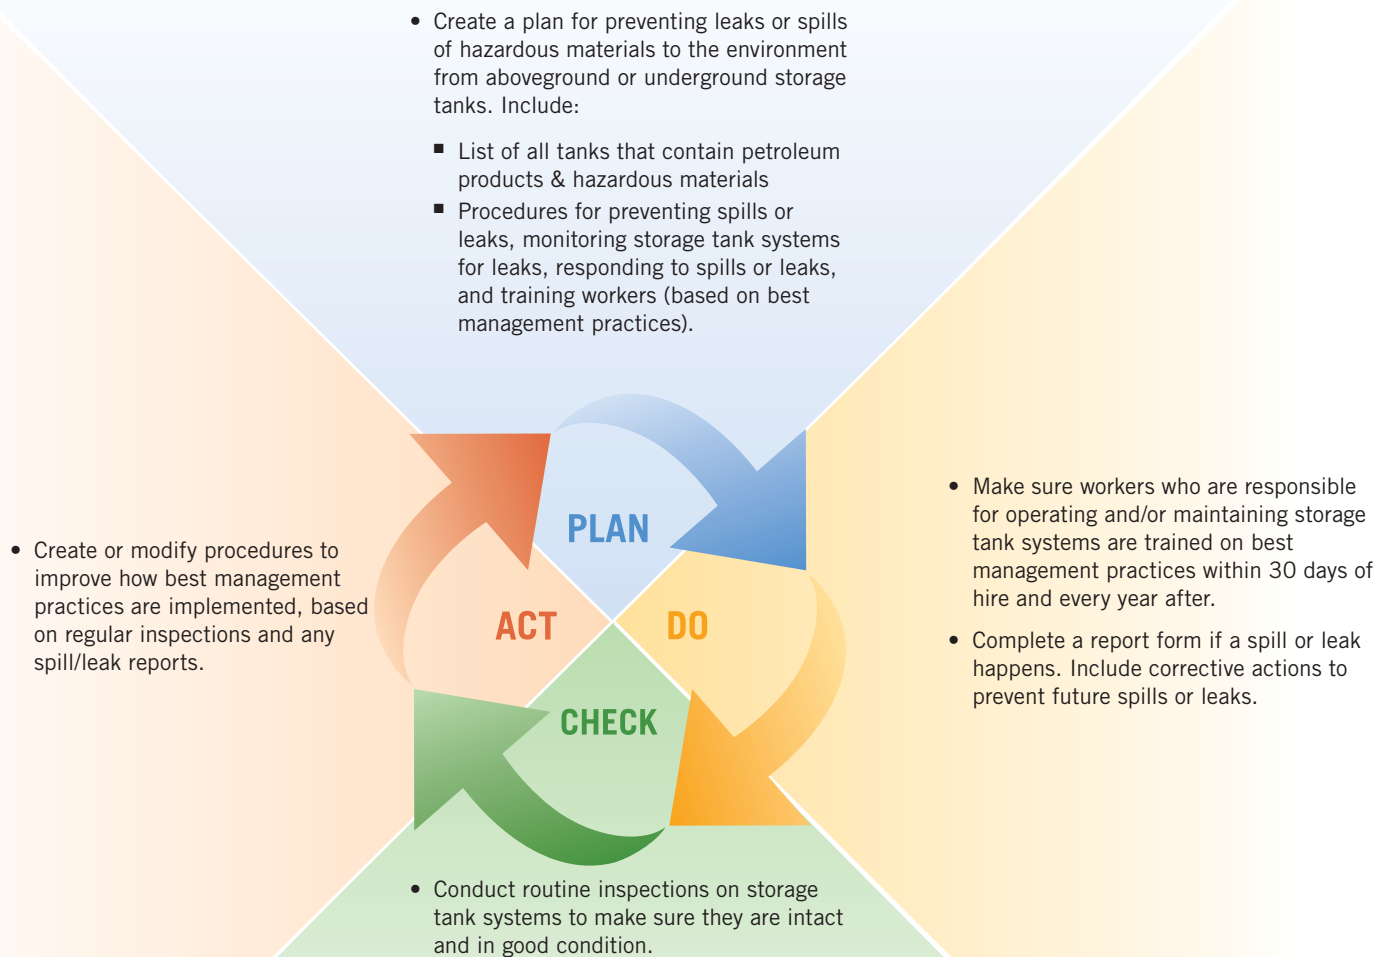 • Create a plan for preventing leaks or spills
of hazardous materials to the environment
from aboveground or underground storage
tanks. Include:
■ List of all tanks that contain petroleum
products & hazardous materials
■ Procedures for preventing spills or
leaks, monitoring storage tank systems
for leaks, responding to spills or leaks,
and training workers (based on best
management practices).
PLAN
DO
• Make sure workers who are responsible
for operating and/or maintaining storage
tank systems are trained on best
management practices within 30 days of
hire and every year after.
• Complete a report form if a spill or leak
happens. Include corrective actions to
prevent future spills or leaks.
CHECK
• Conduct routine inspections on storage
tank systems to make sure they are intact
and in good condition.
ACT
• Create or modify procedures to
improve how best management
practices are implemented, based
on regular inspections and any
spill/leak reports.